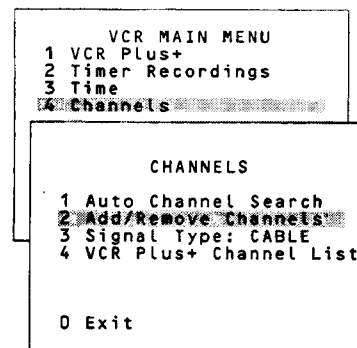 VCR MAIN MENU
1 VCR Plus+
2 Timer Recordings
3 Time
4 Channels
CHANNELS
1 Auto Channel Search
2 Add/Remove Channels
3 Signal Type: CABLE
4 VCR Plus+ Channel List
0 Exit